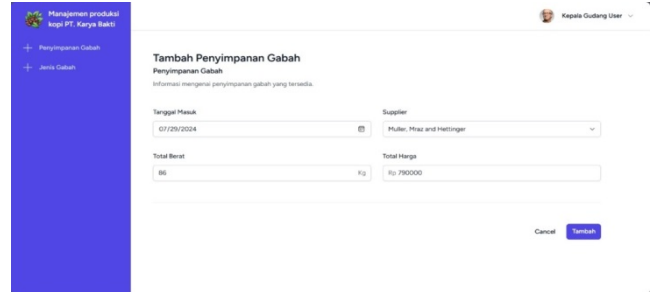 Manajemen produksi
kopi PT. Karya Bakti
Kepala Gudang User
Penyimpanan Gabah
Jenis Gabah
Tambah Penyimpanan Gabah
Penyimpanan Gabah
Informasi mengenai penyimpanan gabah yang tersedia.
Tanggal Masuk
Supplier
07/29/2024
Muller, Mraz and Hettinger
Total Berat
Total Harga
86 Kg
Rp 790000
Cancel
Tambah